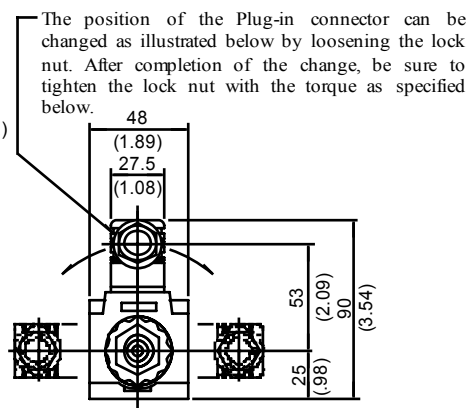 The position of the Plug-in connector can be
changed as illustrated below by loosening the lock
nut. After completion of the change, be sure to
tighten the lock nut with the torque as specified
below.
)
48
(1.89)
27.5
(1.08)
53
(2.09)
90
(3.54)
25
(.98)